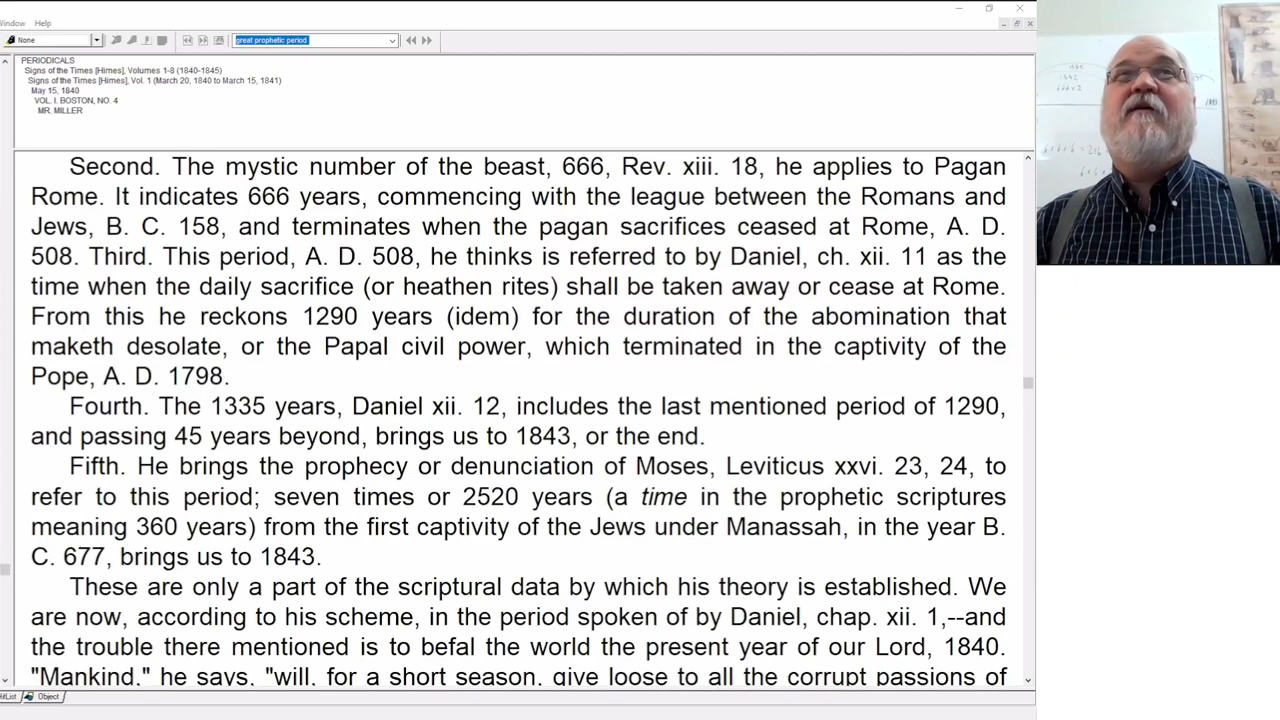 Window Help
None
great prophetic period
PERIODICALS
Signs of the Times [Himes], Volumes 1-8 (1840-1845)
Signs of the Times [Himes], Vol. 1 (March 20, 1840 to March 15, 1841)
May 15, 1840
VOL. I. BOSTON, NO. 4
MR. MILLER
Second. The mystic number of the beast, 666, Rev. xiii. 18, he applies to Pagan
Rome. It indicates 666 years, commencing with the league between the Romans and
Jews, B. C. 158, and terminates when the pagan sacrifices ceased at Rome, A. D.
508. Third. This period, A. D. 508, he thinks is referred to by Daniel, ch. xii. 11 as the
time when the daily sacrifice (or heathen rites) shall be taken away or cease at Rome.
From this he reckons 1290 years (idem) for the duration of the abomination that
maketh desolate, or the Papal civil power, which terminated in the captivity of the
Pope, A. D. 1798.
Fourth. The 1335 years, Daniel xii. 12, includes the last mentioned period of 1290,
and passing 45 years beyond, brings us to 1843, or the end.
Fifth. He brings the prophecy or denunciation of Moses, Leviticus xxvi. 23, 24, to
refer to this period; seven times or 2520 years (a time in the prophetic scriptures
meaning 360 years) from the first captivity of the Jews under Manassah, in the year B.
C. 677, brings us to 1843.
These are only a part of the scriptural data by which his theory is established. We
are now, according to his scheme, in the period spoken of by Daniel, chap. xii. 1,--and
the trouble there mentioned is to befal the world the present year of our Lord, 1840.
"Mankind," he says, "will, for a short season, give loose to all the corrupt passions of
HitList Object